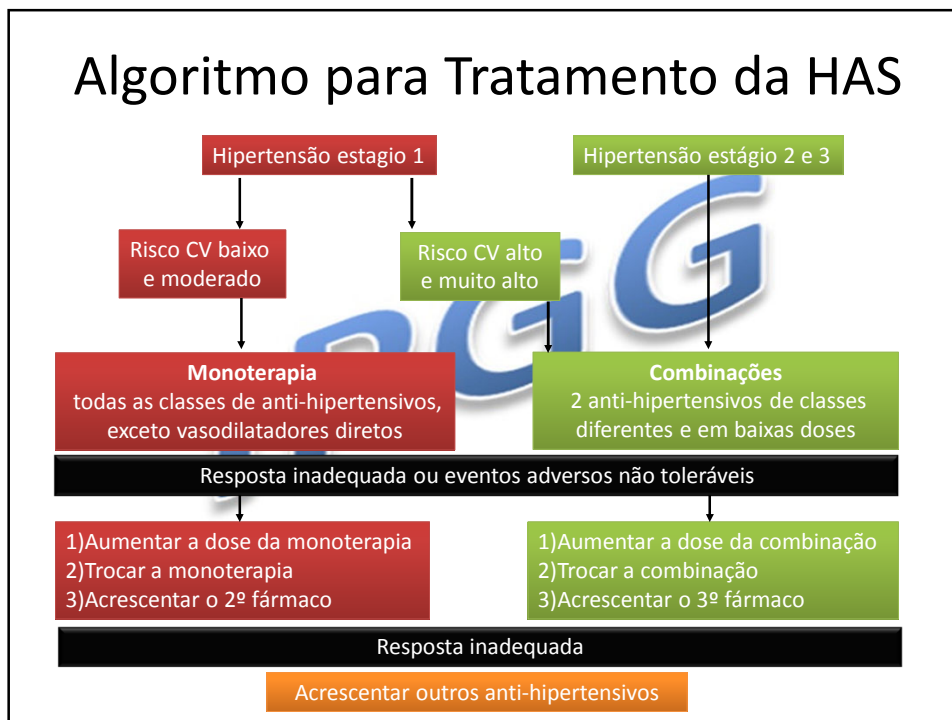 Algoritmo para Tratamento da HAS
Hipertensão estagio 1
Hipertensão estágio 2 e 3
Risco CV baixo
e moderado
Risco CV alto
e muito alto
Monoterapia
todas as classes de anti-hipertensivos,
exceto vasodilatadores diretos
Combinações
2 anti-hipertensivos de classes
diferentes e em baixas doses
Resposta inadequada ou eventos adversos não toleráveis
1)Aumentar a dose da monoterapia
2)Trocar a monoterapia
3)Acrescentar o 2º fármaco
1)Aumentar a dose da combinação
2)Trocar a combinação
3)Acrescentar o 3º fármaco
Resposta inadequada
Acrescentar outros anti-hipertensivos